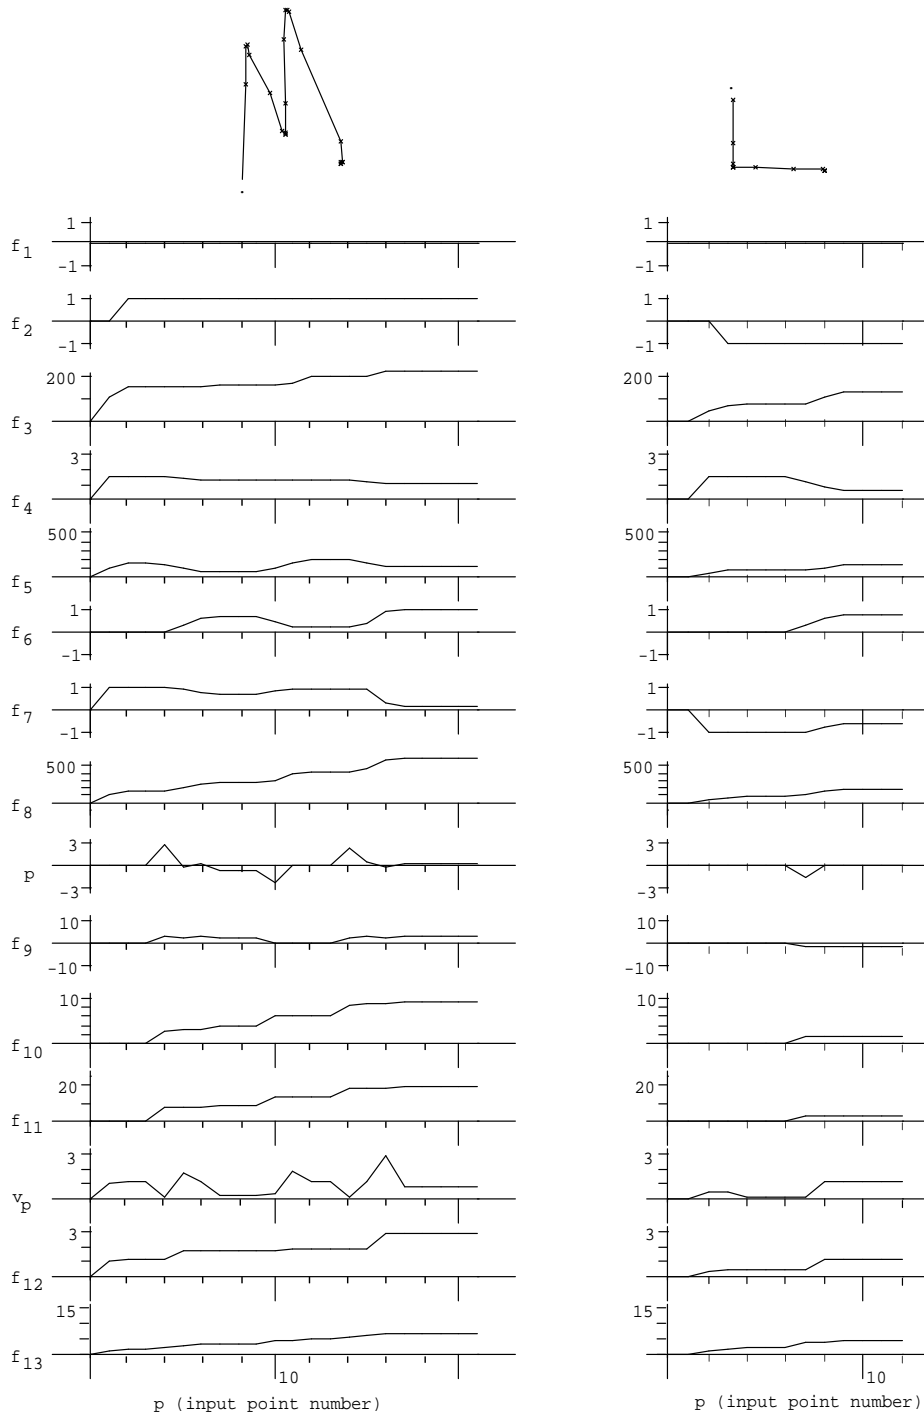 1 1
f1
-1 -1
1 1
f2
-1 -1
200 200
f3
3 3
f4
500 500
f5
1 1
f6
-1 -1
1 1
f7
-1 -1
500 500
f8
3 3
p
-3 -3
10 10
f9
-10 -10
10 10
f10
20 20
f11
3 3
vp
3 3
f12
15 15
f13
10 10
p (input point number) p (input point number)